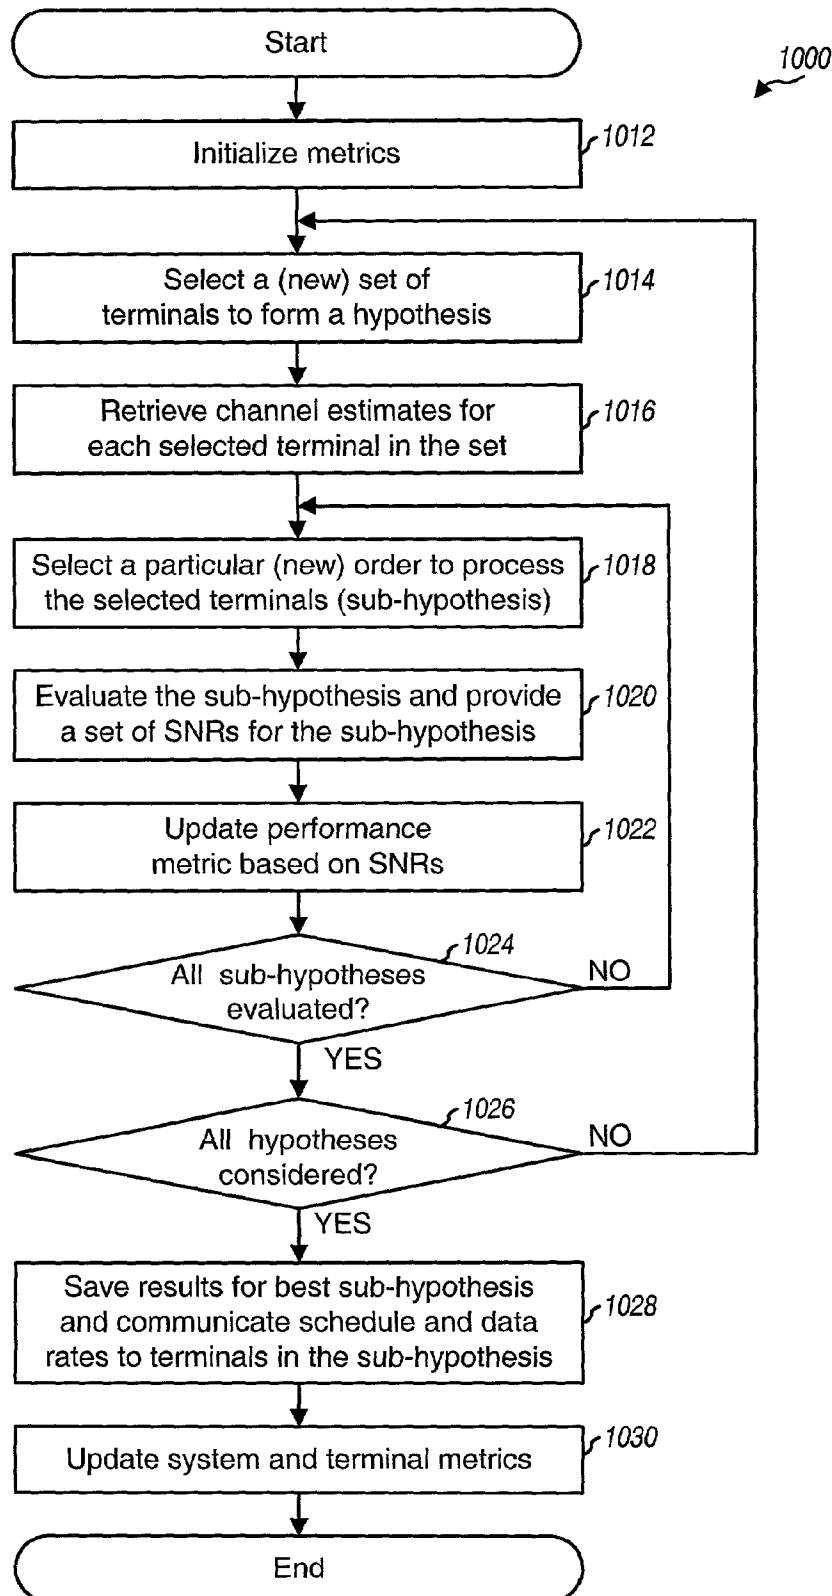 Start
1000
Initialize metrics
1012
Select a (new) set of
terminals to form a hypothesis
1014
Retrieve channel estimates for
each selected terminal in the set
1016
Select a particular (new) order to process
the selected terminals (sub-hypothesis)
1018
Evaluate the sub-hypothesis and provide
a set of SNRs for the sub-hypothesis
1020
Update performance
metric based on SNRs
1022
1024
All sub-hypotheses
evaluated?
NO
YES
1026
All hypotheses
considered?
NO
YES
Save results for best sub-hypothesis
and communicate schedule and data
rates to terminals in the sub-hypothesis
1028
Update system and terminal metrics
1030
End